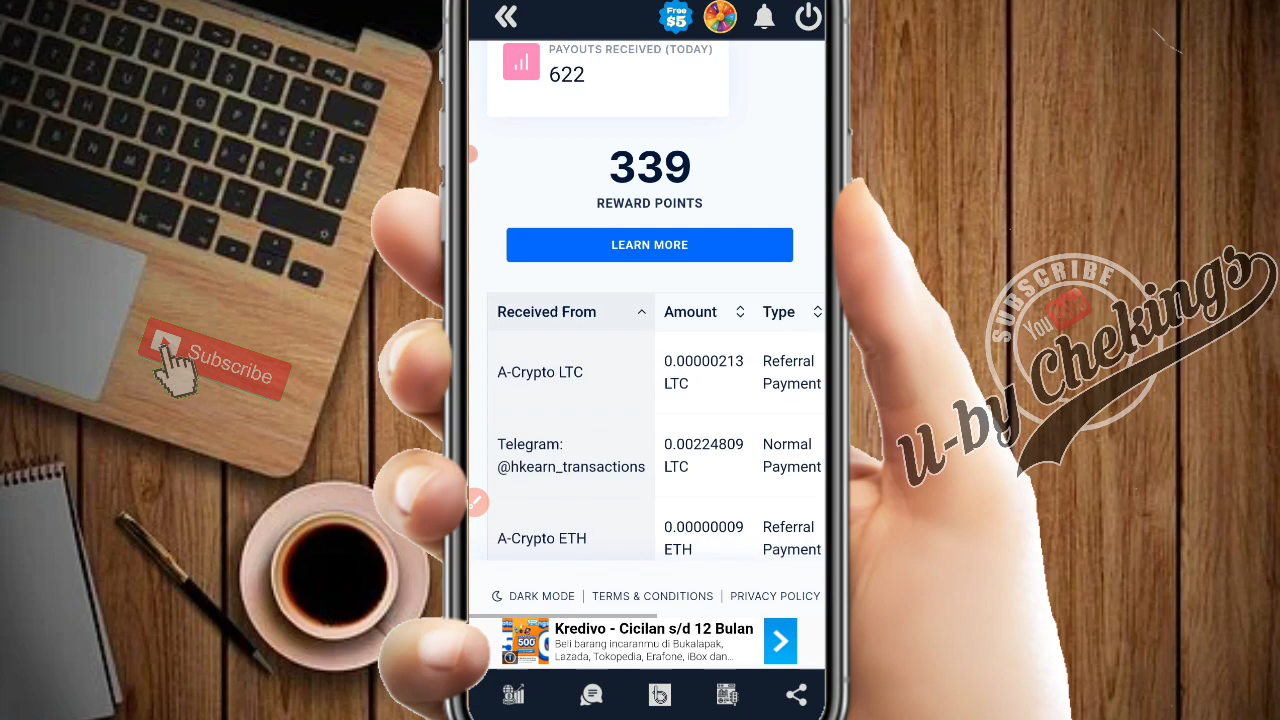 Free
$5
PAYOUTS RECEIVED (TODAY)
622
339
REWARD POINTS
LEARN MORE
Received From
Amount
Type
A-Crypto LTC
0.00000213
LTC
Referral
Payment
Telegram:
@hkearn_transactions
0.00224809
LTC
Normal
Payment
A-Crypto ETH
0.00000009
ETH
Referral
Payment
DARK MODE | TERMS & CONDITIONS | PRIVACY POLICY
500
Kredivo - Cicilan s/d 12 Bulan
Beli barang incaranmu di Bukalapak,
Lazada, Tokopedia, Erafone, iBox dan...
Subscribe
SUBSCRIBE
You
U-by Chekings